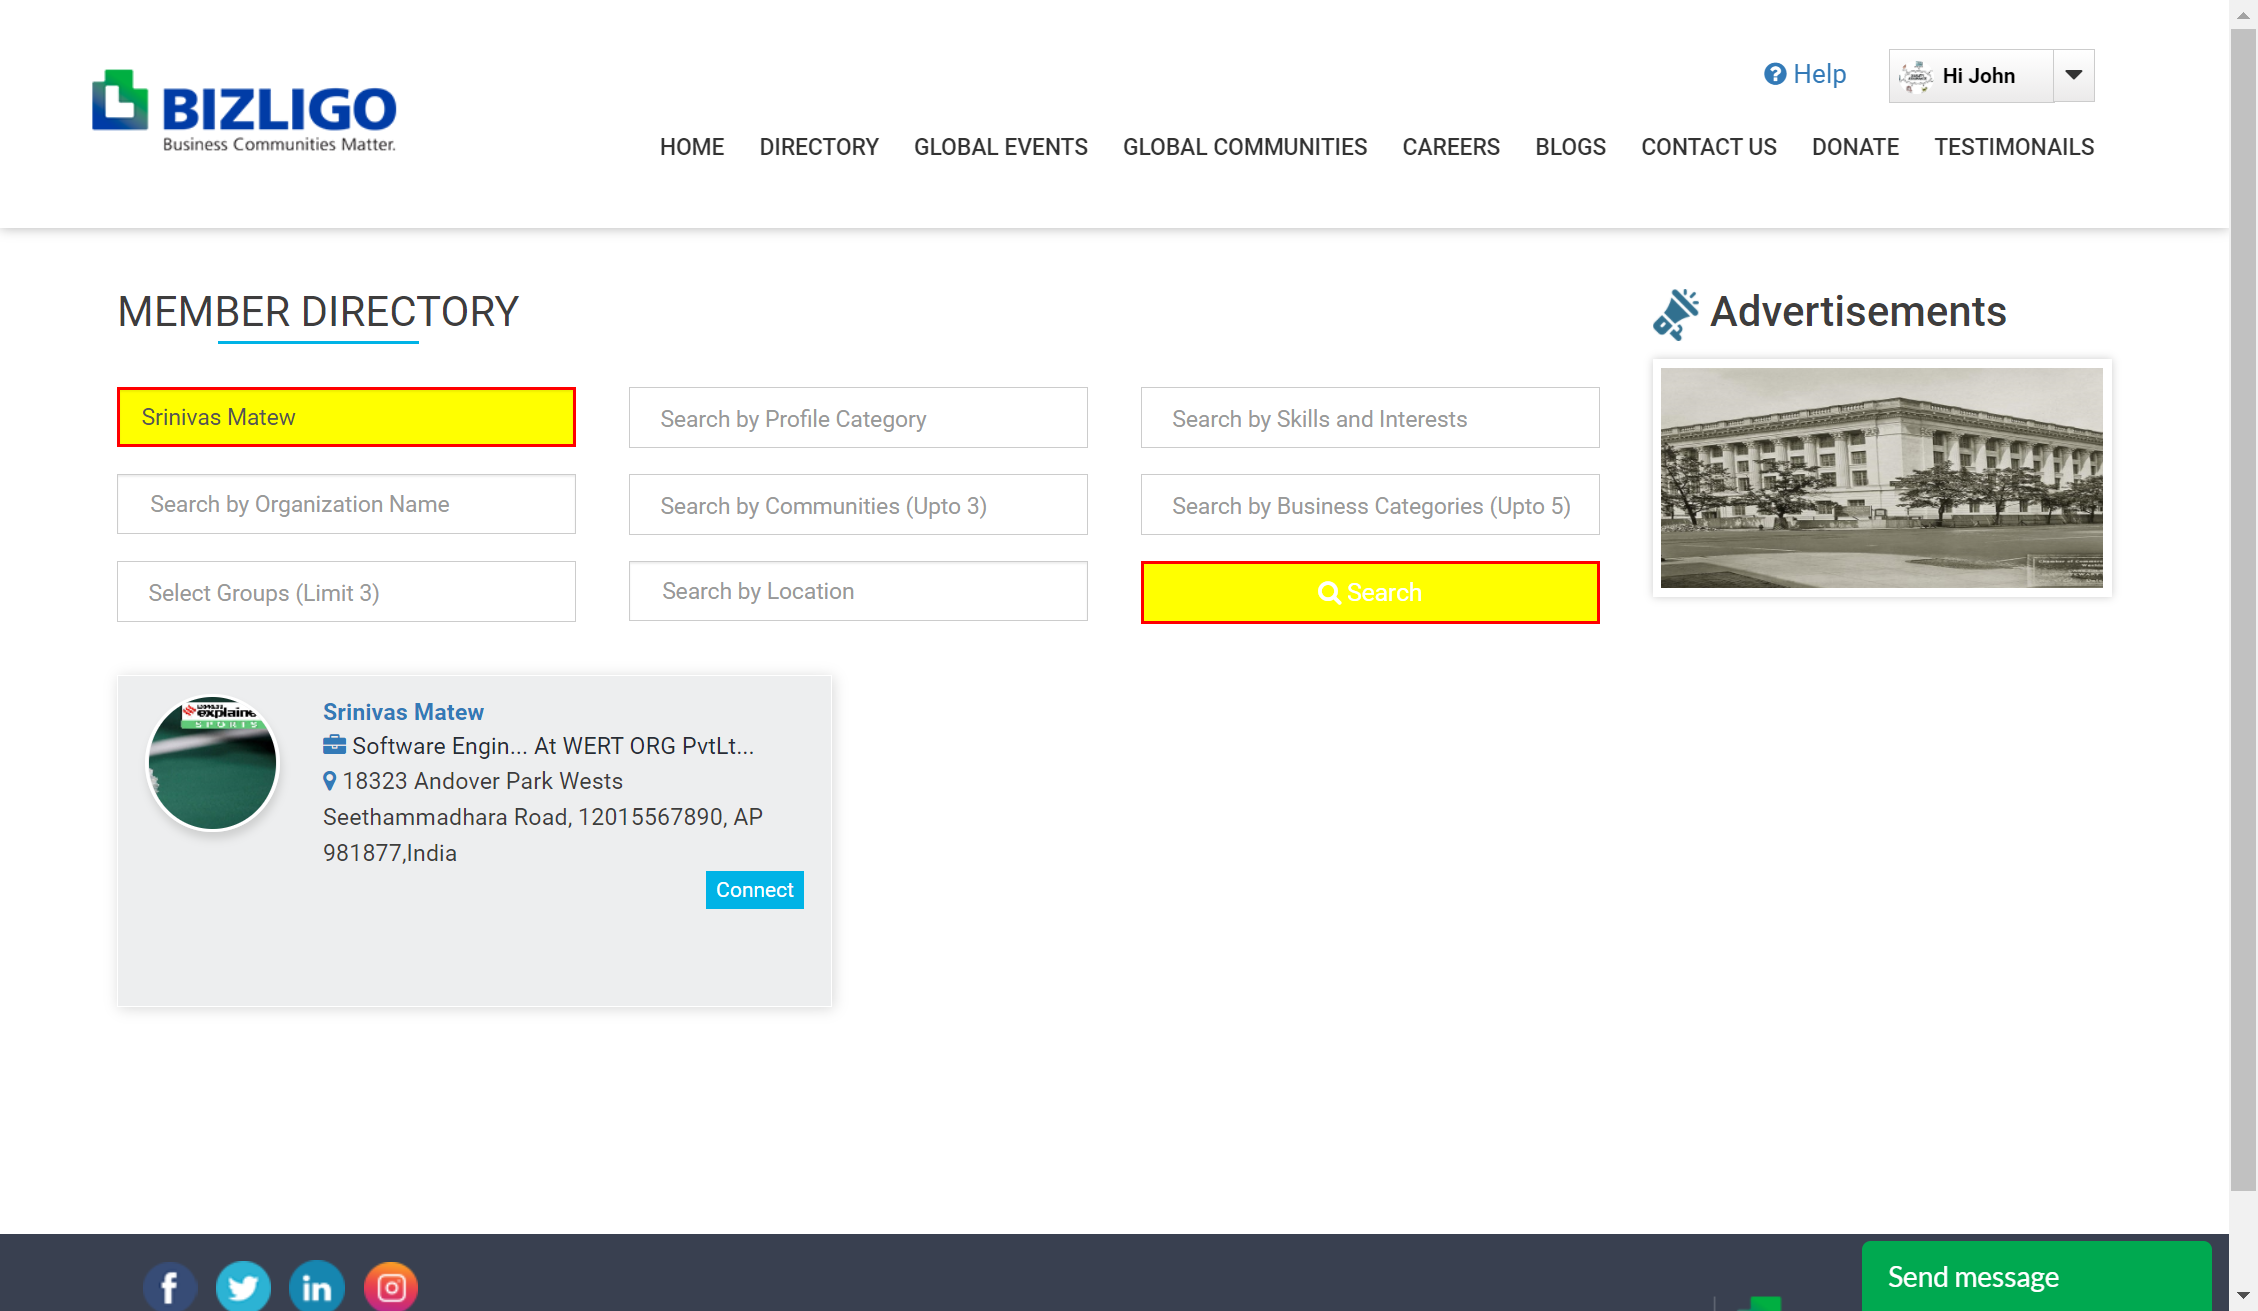 Help
Hi John
BIZLIGO
Business Communities Matter.
HOME DIRECTORY GLOBAL EVENTS GLOBAL COMMUNITIES CAREERS BLOGS CONTACT US DONATE TESTIMONAILS
MEMBER DIRECTORY
Advertisements
Srinivas Matew
Search by Profile Category
Search by Skills and Interests
Search by Organization Name
Search by Communities (Upto 3)
Search by Business Categories (Upto 5)
Select Groups (Limit 3)
Search by Location
Search
explaine
SPORTS
Srinivas Matew
Software Engin... At WERT ORG PvtLt...
18323 Andover Park Wests
Seethammadhara Road, 12015567890, AP
981877,India
Connect
Send message